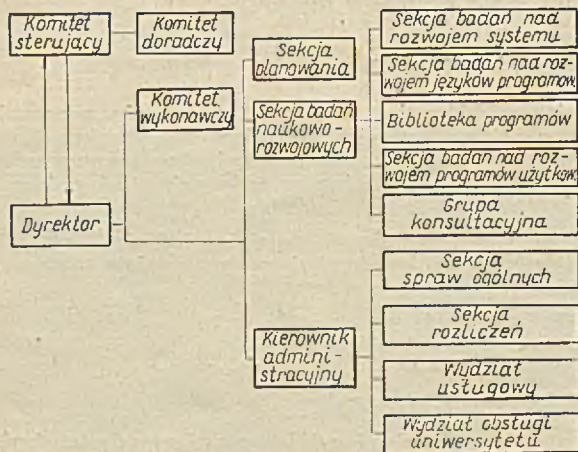 Komitet
sterujący
Komitet
doradczy
Komitet
wykonawczy
Dyrektor
Sekcja
planowania
Sekcja badań
naukowo-
rozwojowych
Kierownik
admini-
stracyjny
Sekcja badań nad
rozwojem systemu
Sekcja badań nad roz-
wojem języków programow.
Biblioteka programów
Sekcja badań nad roz-
wojem programów użytkow.
Grupa
konsultacyjna
Sekcja
spraw ogólnych
Sekcja
rozliczeń
Wydział
usługowy
Wydział obsługi
uniwersytetu